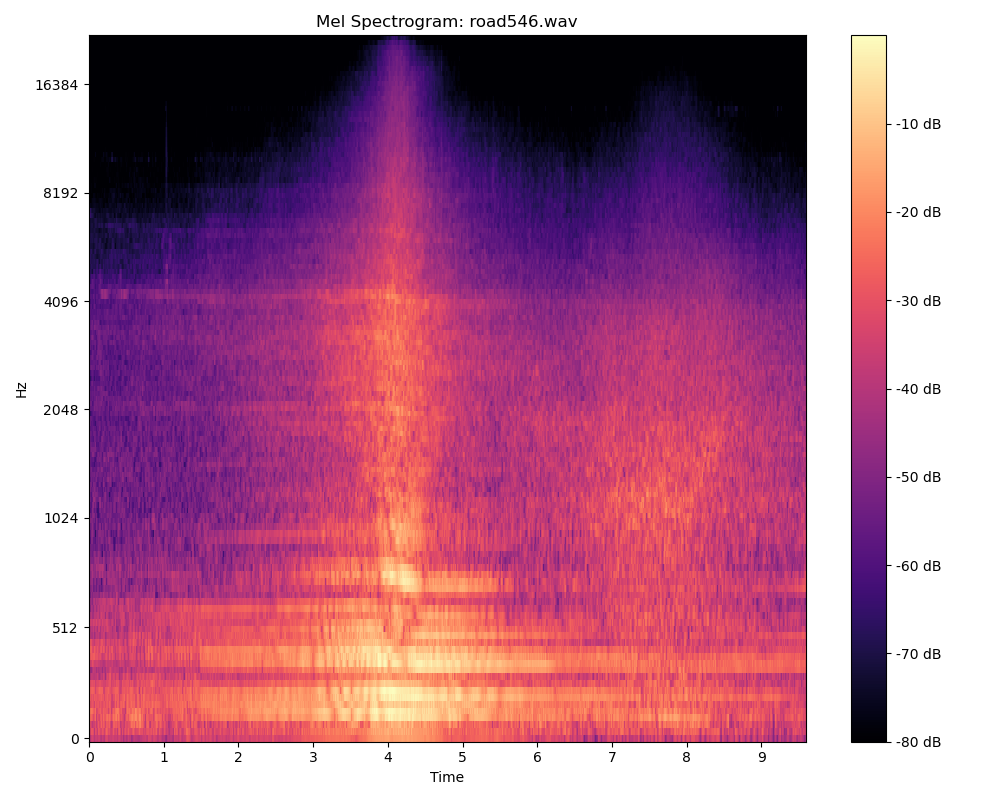 Mel Spectrogram: road546.wav
Hz
16384
8192
4096
2048
1024
512
0
0 1 2 3 4 5 6 7 8 9
Time
-10 dB
-20 dB
-30 dB
-40 dB
-50 dB
-60 dB
-70 dB
-80 dB